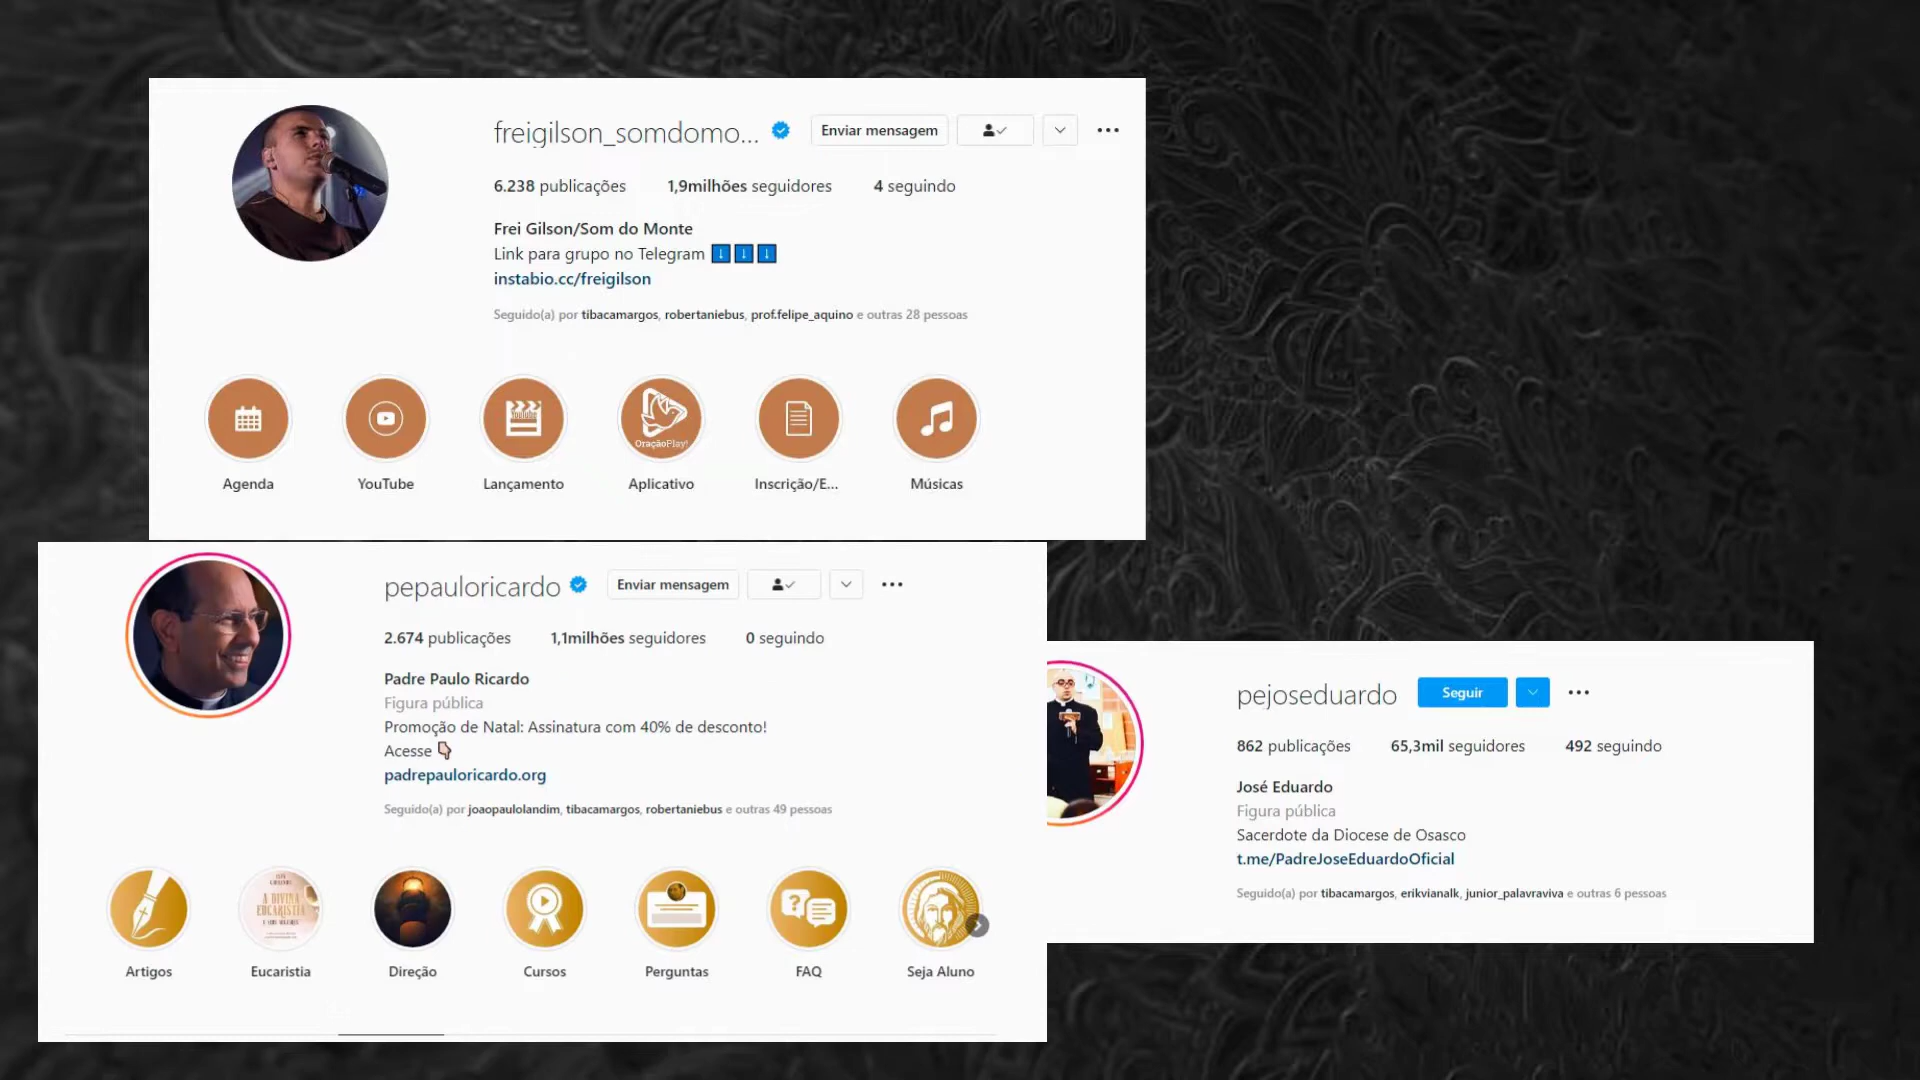 freigilson_somdomo...
Enviar mensagem
6.238 publicações
1,9milhões seguidores
4 seguindo
Frei Gilson/Som do Monte
Link para grupo no Telegram ⬇️⬇️⬇️
instabio.cc/freigilson
Seguido(a) por tibacamargos, robertaniebus, prof.felipe_aquino e outras 28 pessoas
YouTube
OraçãoPlay!
Agenda
YouTube
Lançamento
Aplicativo
Inscrição/E...
Músicas
pepauloricardo
Enviar mensagem
2.674 publicações
1,1milhões seguidores
0 seguindo
Padre Paulo Ricardo
Figura pública
Promoção de Natal: Assinatura com 40% de desconto!
Acesse 👇🏻
padrepauloricardo.org
Seguido(a) por joaopaulolandim, tibacamargos, robertaniebus e outras 49 pessoas
A DIVINA
EUCARISTIA
Artigos
Eucaristia
Direção
Cursos
Perguntas
FAQ
Seja Aluno
pejoseduardo
Seguir
862 publicações
65,3mil seguidores
492 seguindo
José Eduardo
Figura pública
Sacerdote da Diocese de Osasco
t.me/PadreJoseEduardoOficial
Seguido(a) por tibacamargos, erikvianalk, junior_palavraviva e outras 6 pessoas